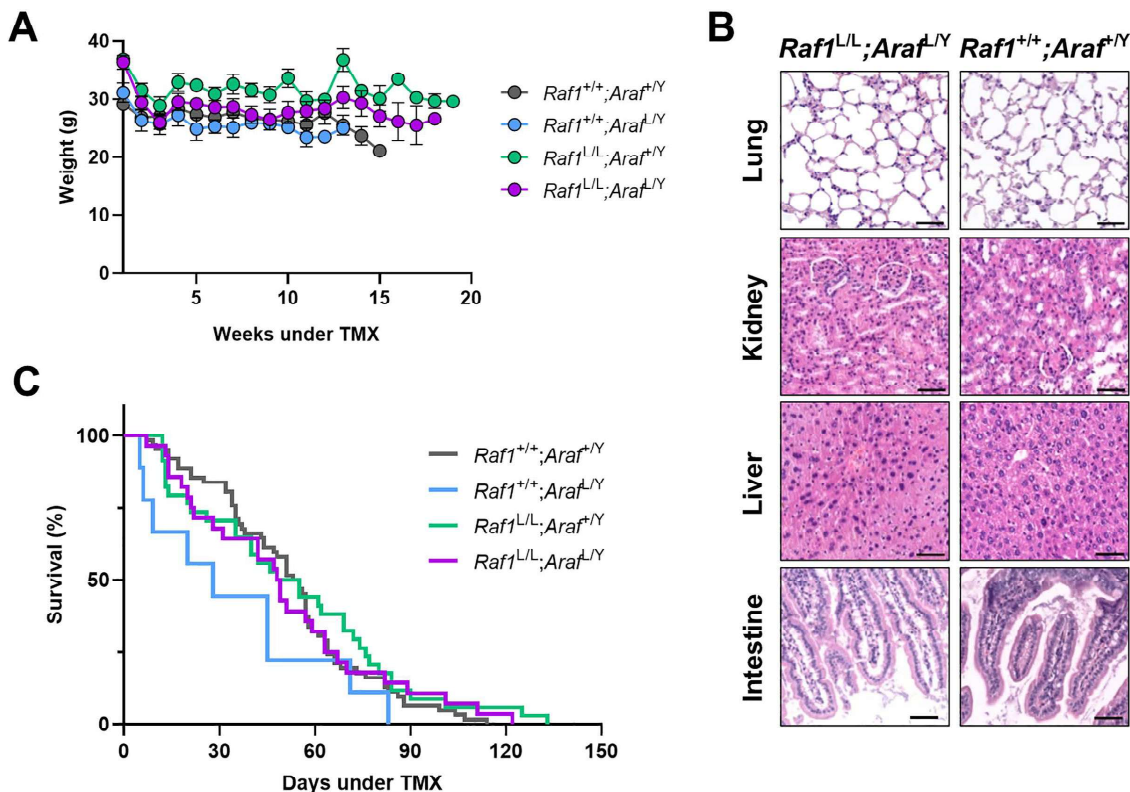 A
40
30
20
10
0
Weight (g)
5
10
15
20
Weeks under TMX
Raf1+/+;Araf+/Y
Raf1+/+;ArafL/Y
Raf1L/L;Araf+/Y
Raf1L/L;ArafL/Y
B
Raf1L/L;ArafL/Y
Raf1+/+;Araf+/Y
Lung
Kidney
Liver
Intestine
C
100
50
0
Survival (%)
0
30
60
90
120
150
Days under TMX
Raf1+/+;Araf+/Y
Raf1+/+;ArafL/Y
Raf1L/L;Araf+/Y
Raf1L/L;ArafL/Y